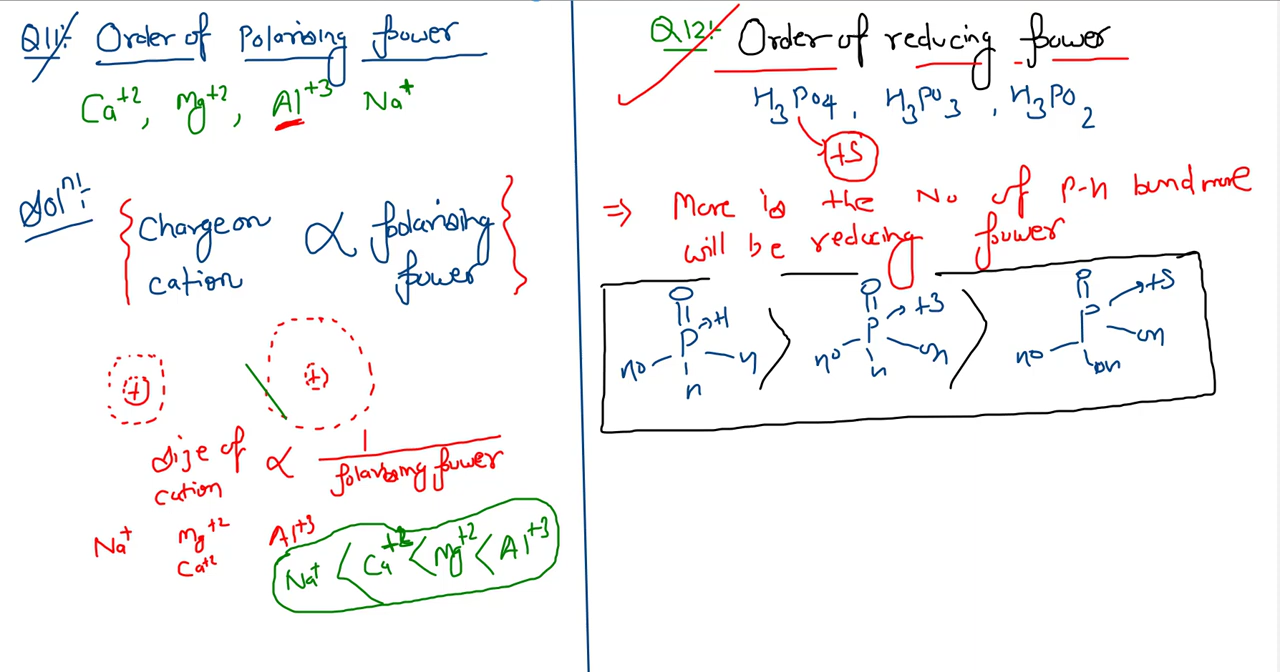 Q11:- Order of Polarising power
Ca+2, Mg+2, Al+3 Na+
Soln:-
Charge on cation ∝ polarising power
+ +
Size of cation ∝ 1/polarising power
Na+ Mg+2 Al+3
Ca+2
Na+ < Ca+2 < Mg+2 < Al+3
Q12:- Order of reducing power
H3PO4, H3PO3, H3PO2
+5
⇒ More is the No of P-H bond more
will be reducing power
O O O
P +1 > P +3 > P +5
HO H HO OH HO OH
H H OH